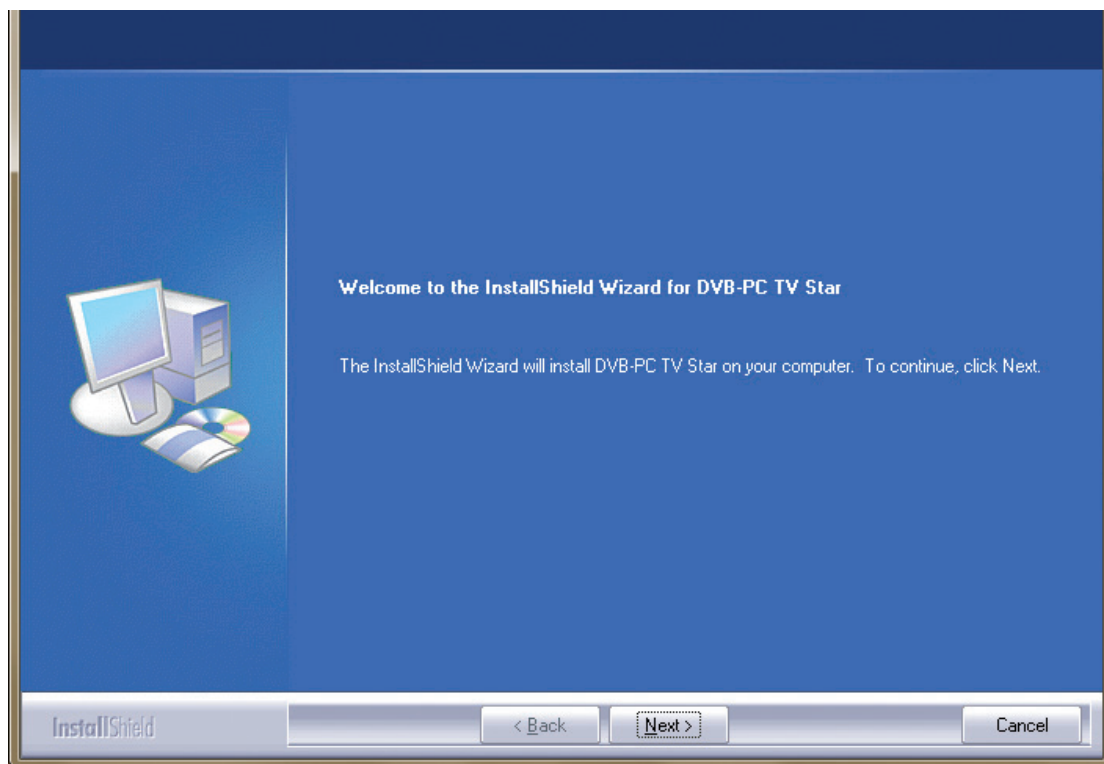 Welcome to the InstallShield Wizard for DVB-PC TV Star
The InstallShield Wizard will install DVB-PC TV Star on your computer.  To continue, click Next.
InstallShield
< Back
Next >
Cancel